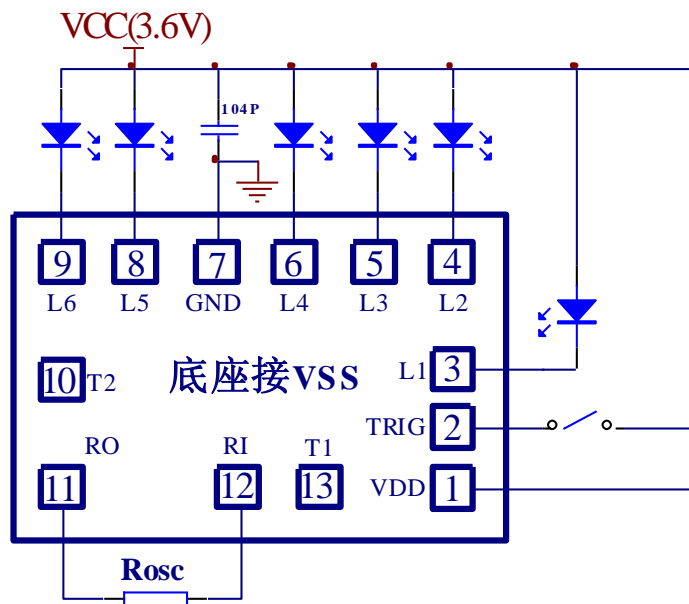 VCC(3.6V)
104P
9 8 7 6 5 4
L6 L5 GND L4 L3 L2
底座接VSS
L1 3
10 T2
TRIG 2
RO RI T1
11 12 13 VDD 1
Rosc